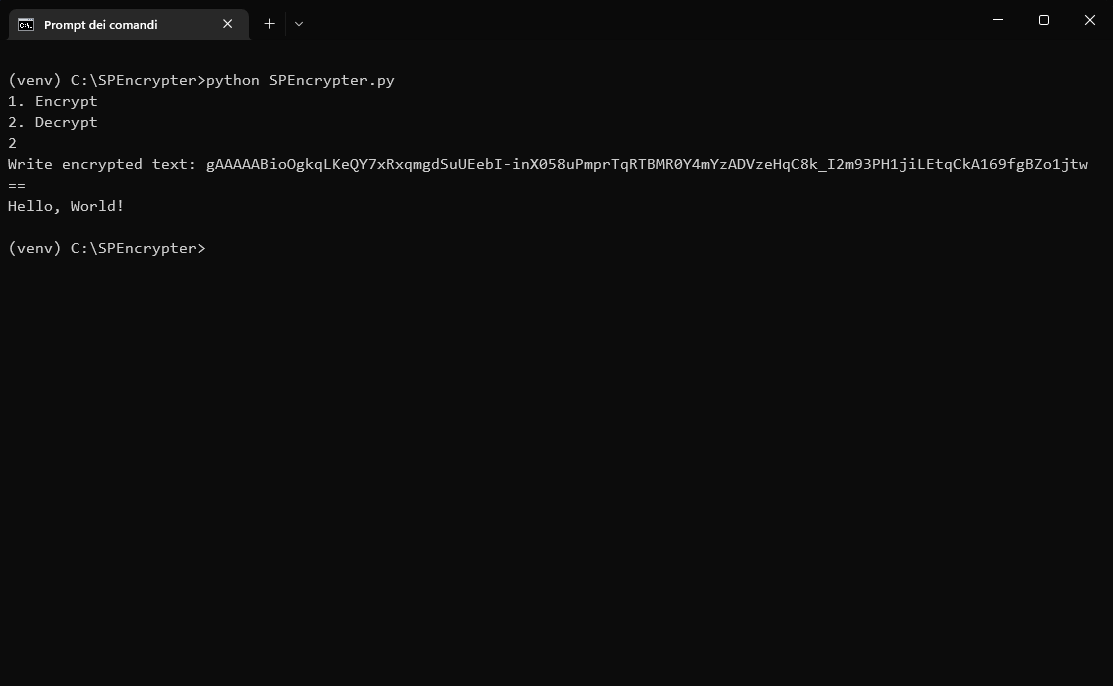 Prompt dei comandi
(venv) C:\SPEncrypter>python SPEncrypter.py
1. Encrypt
2. Decrypt
2
Write encrypted text: gAAAAABioOgkqLKeQY7xRxqmgdSuUEebI-inX058uPmprTqRTBMR0Y4mYzADVzeHqC8k_I2m93PH1jiLEtqCkA169fgBZo1jtw
==
Hello, World!
(venv) C:\SPEncrypter>